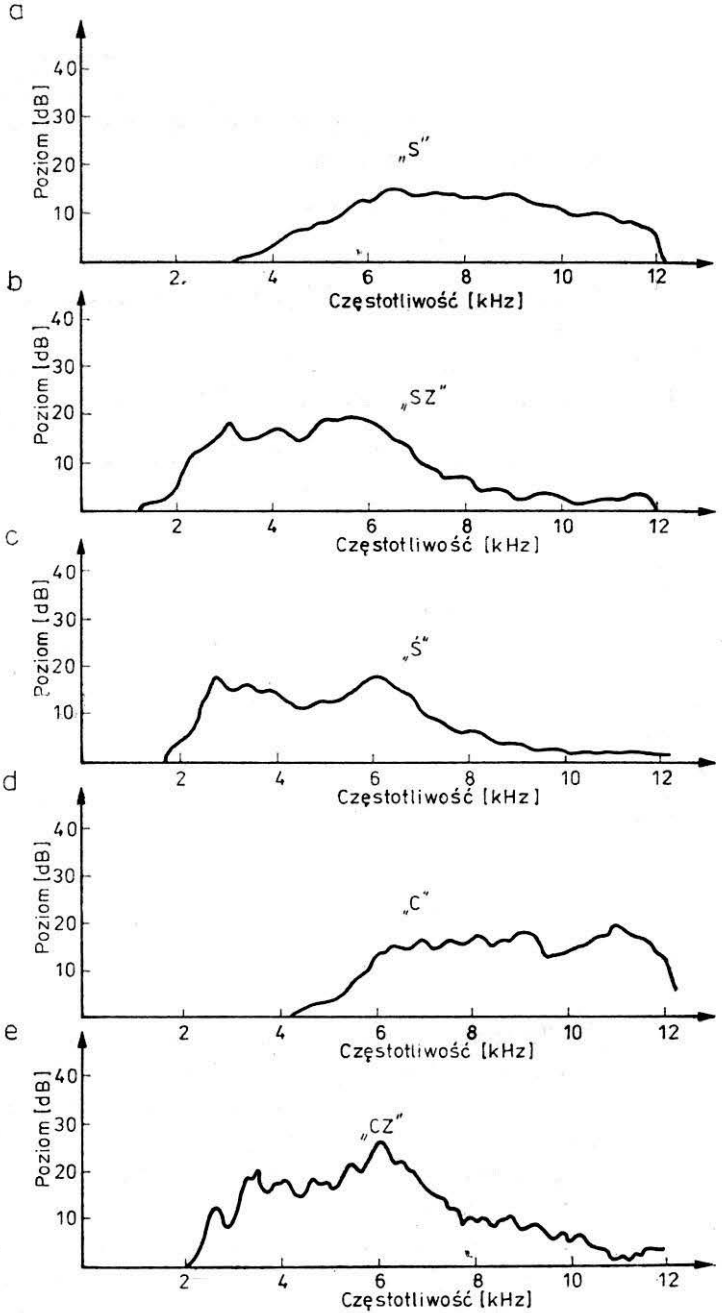 a
Poziom [dB]
40
30
20
10
„S”
2. 4 6 8 10 12
Częstotliwość [kHz]
b
Poziom [dB]
40
30
20
10
„SZ”
2 4 6 8 10 12
Częstotliwość [kHz]
c
Poziom [dB]
40
30
20
10
„Ś”
2 4 6 8 10 12
Częstotliwość [kHz]
d
Poziom [dB]
40
30
20
10
„C”
2 4 6 8 10 12
Częstotliwość [kHz]
e
Poziom [dB]
40
30
20
10
„CZ”
2 4 6 8 10 12
Częstotliwość [kHz]